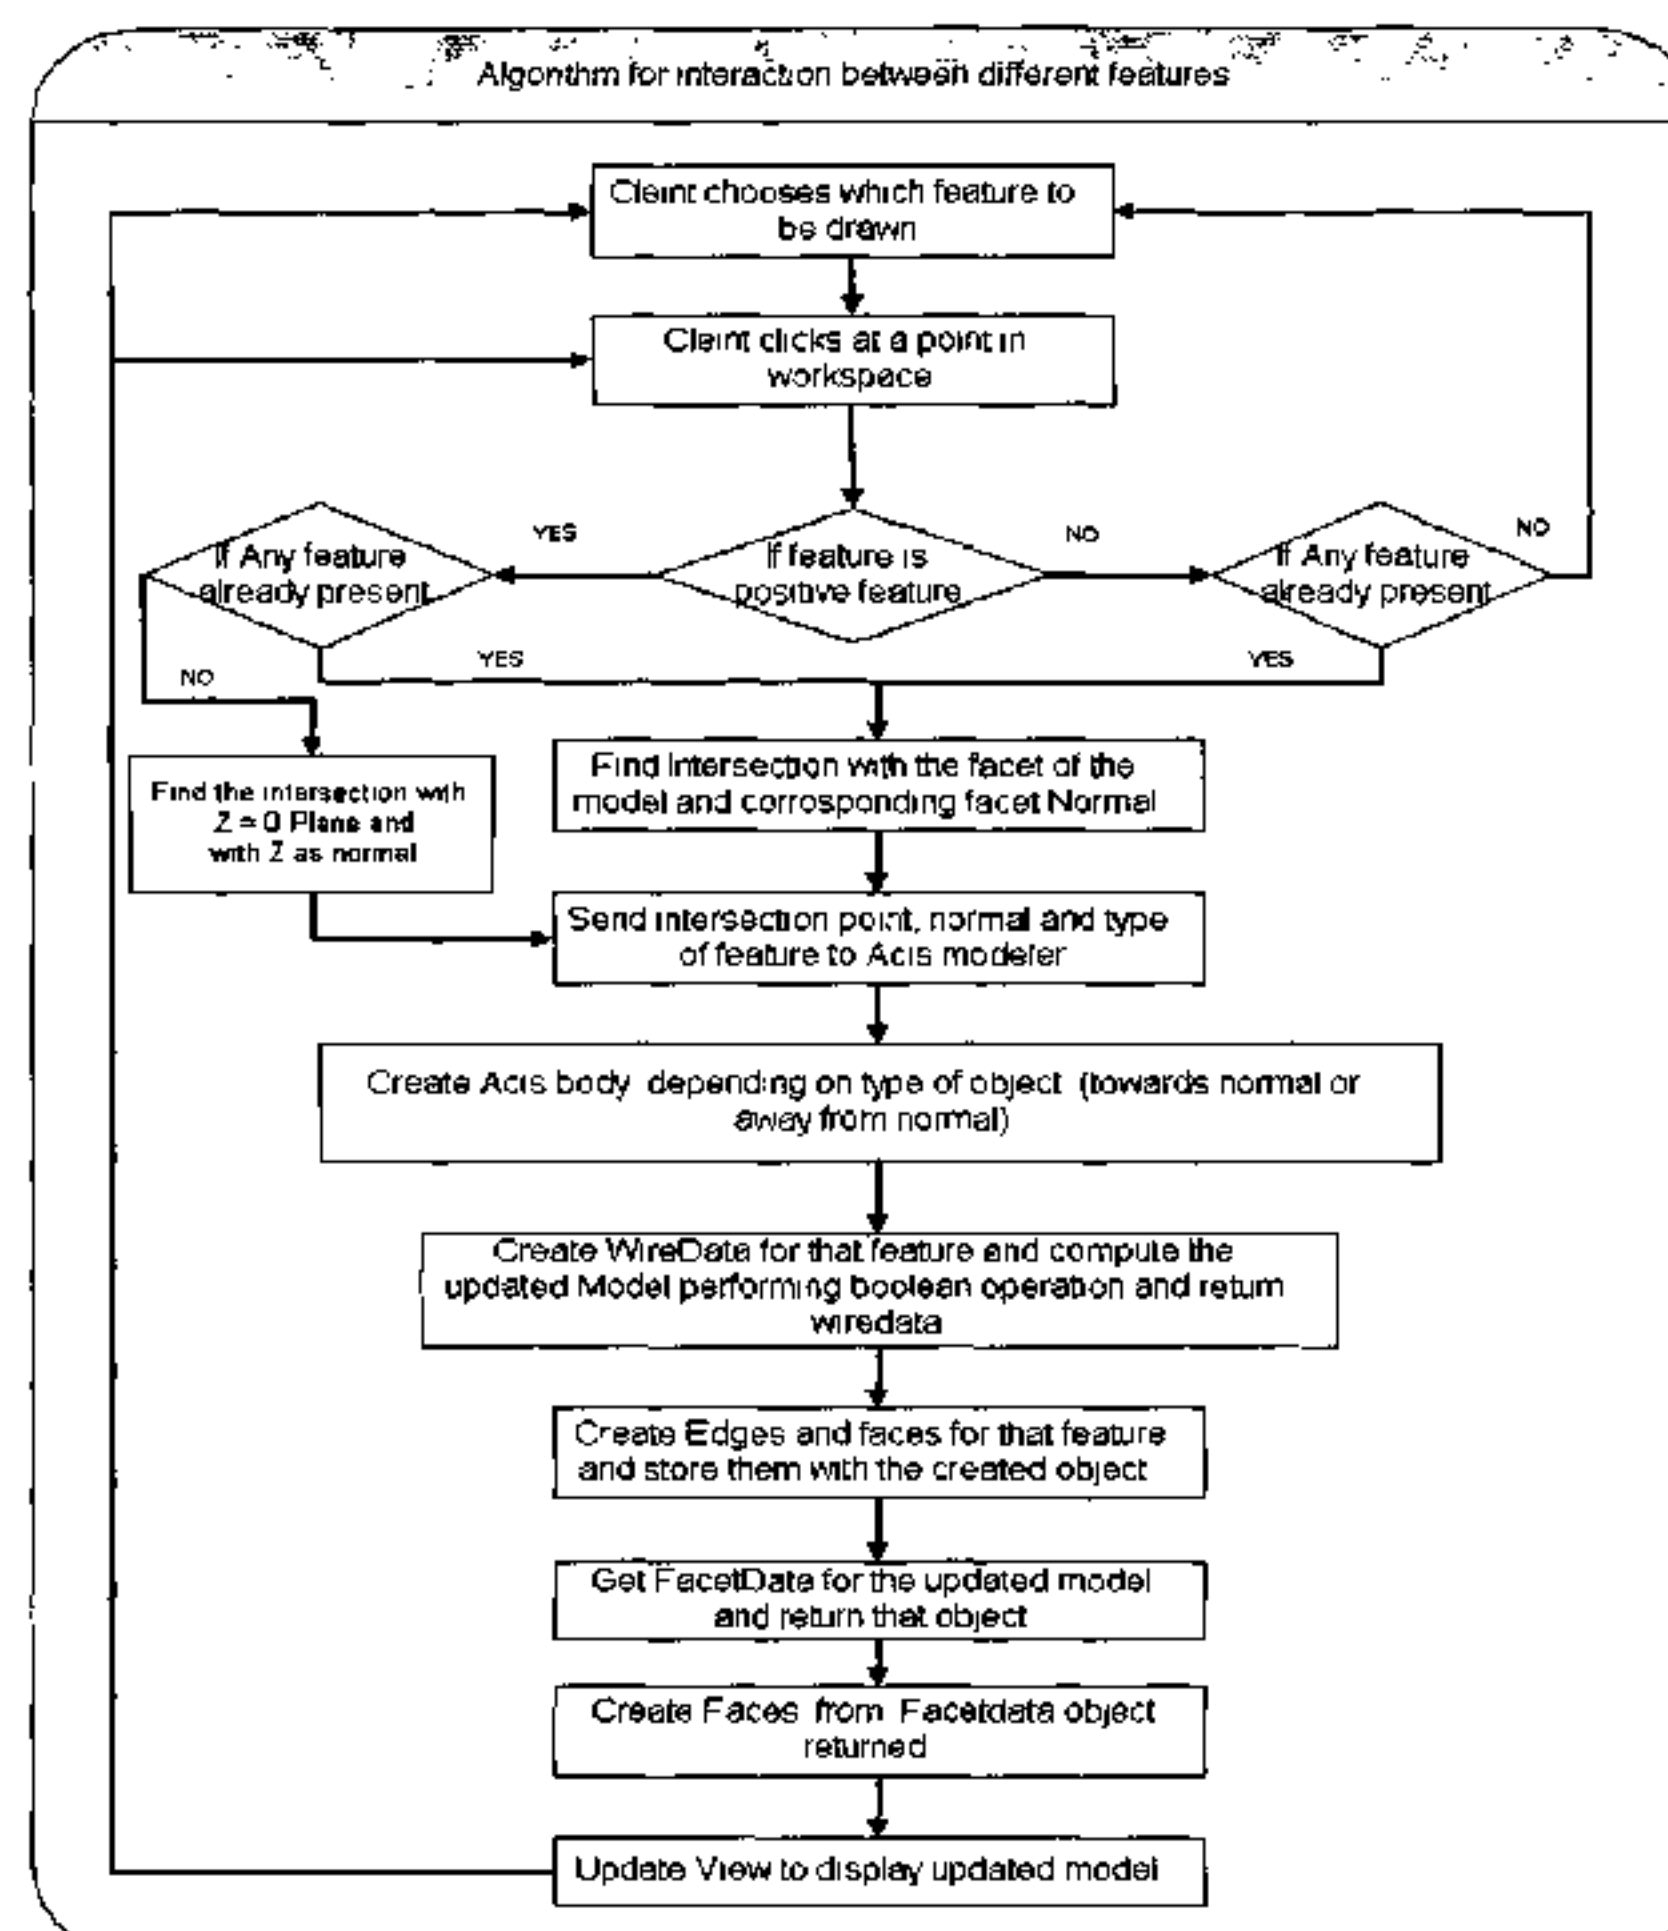 Algorithm for interaction between different features
Cleint chooses which feature to
be drawn
Cleint clicks at a point in
workspace
YES
NO
NO
If Any feature
already present
If feature is
positive feature
If Any feature
already present
YES
YES
NO
Find Intersection with the facet of the
model and corrosponding facet Normal
Find the intersection with
Z = 0 Plane and
with Z as normal
Send intersection point, normal and type
of feature to Acis modeler
Create Acis body depending on type of object (towards normal or
away from normal)
Create WireData for that feature and compute the
updated Model performing boolean operation and return
wiredata
Create Edges and faces for that feature
and store them with the created object
Get FacetData for the updated model
and return that object
Create Faces from Facetdata object
returned
Update View to display updated model